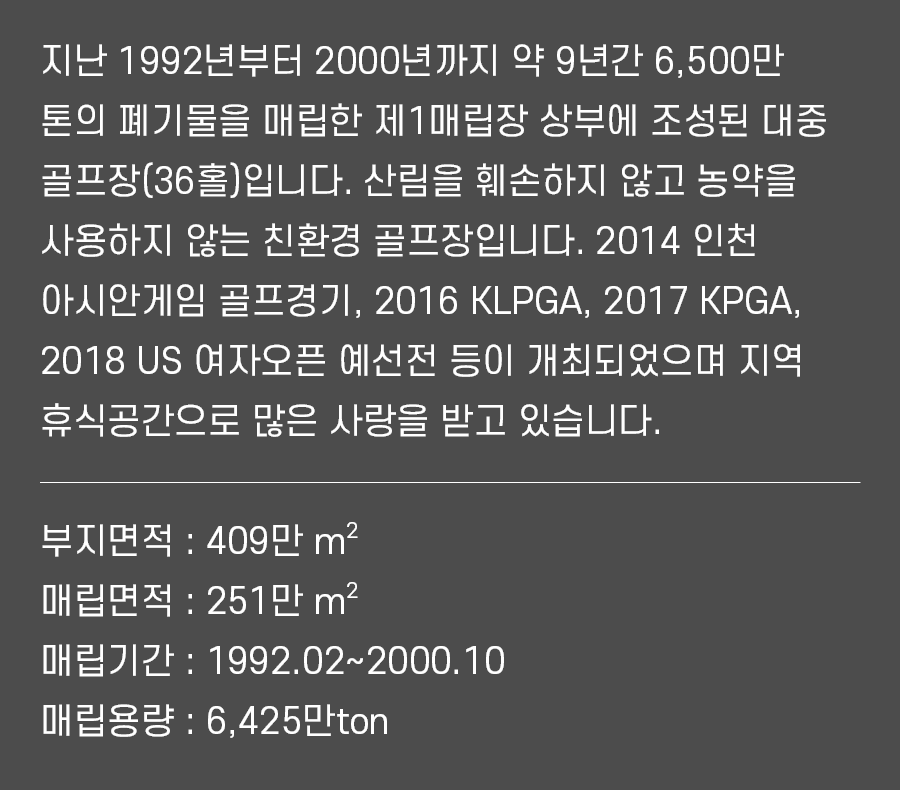 지난 1992년부터 2000년까지 약 9년간 6,500만
톤의 폐기물을 매립한 제1매립장 상부에 조성된 대중
골프장(36홀)입니다. 산림을 훼손하지 않고 농약을
사용하지 않는 친환경 골프장입니다. 2014 인천
아시안게임 골프경기, 2016 KLPGA, 2017 KPGA,
2018 US 여자오픈 예선전 등이 개최되었으며 지역
휴식공간으로 많은 사랑을 받고 있습니다.
부지면적 : 409만 m²
매립면적 : 251만 m²
매립기간 : 1992.02~2000.10
매립용량 : 6,425만ton